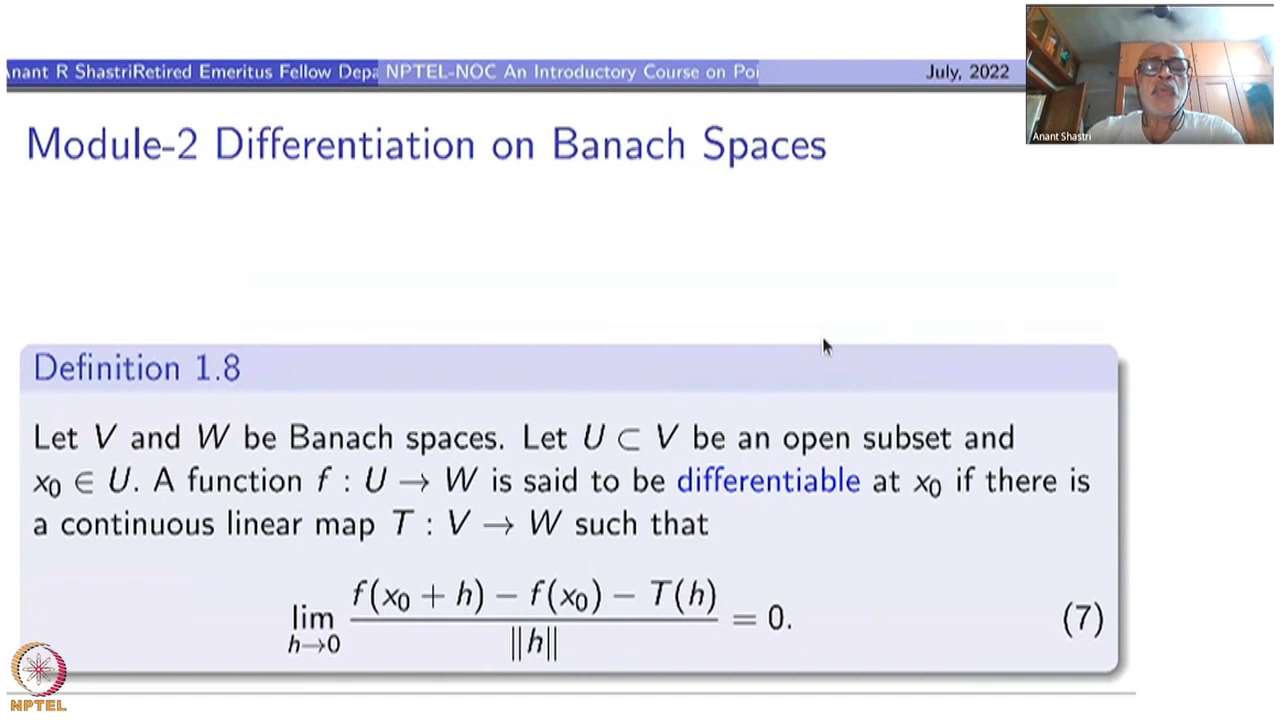 Anant R ShastriRetired Emeritus Fellow Depa NPTEL-NOC An Introductory Course on Poi July, 2022
Anant Shastri
Module-2 Differentiation on Banach Spaces
Definition 1.8
Let V and W be Banach spaces. Let U ⊂ V be an open subset and
x₀ ∈ U. A function f : U → W is said to be differentiable at x₀ if there is
a continuous linear map T : V → W such that
lim_{h→0} \frac{f(x₀ + h) − f(x₀) − T(h)}{‖h‖} = 0. (7)
NPTEL